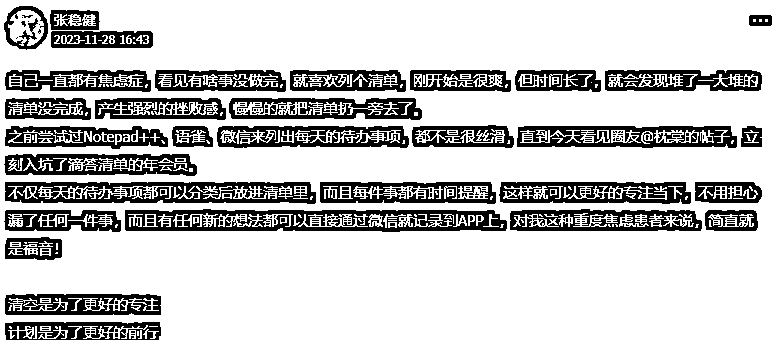 张稳健
2023-11-28 16:43
自己一直都有焦虑症，看见有啥事没做完，就喜欢列个清单，刚开始是很爽，但时间长了，就会发现堆了一大堆的
清单没完成，产生强烈的挫败感，慢慢的就把清单扔一旁去了。
之前尝试过Notepad++、语雀、微信来列出每天的待办事项，都不是很丝滑，直到今天看见圈友@枕棠的帖子，立
刻入坑了滴答清单的年会员。
不仅每天的待办事项都可以分类后放进清单里，而且每件事都有时间提醒，这样就可以更好的专注当下，不用担心
漏了任何一件事，而且有任何新的想法都可以直接通过微信就记录到APP上，对我这种重度焦虑患者来说，简直就
是福音！
清空是为了更好的专注
计划是为了更好的前行